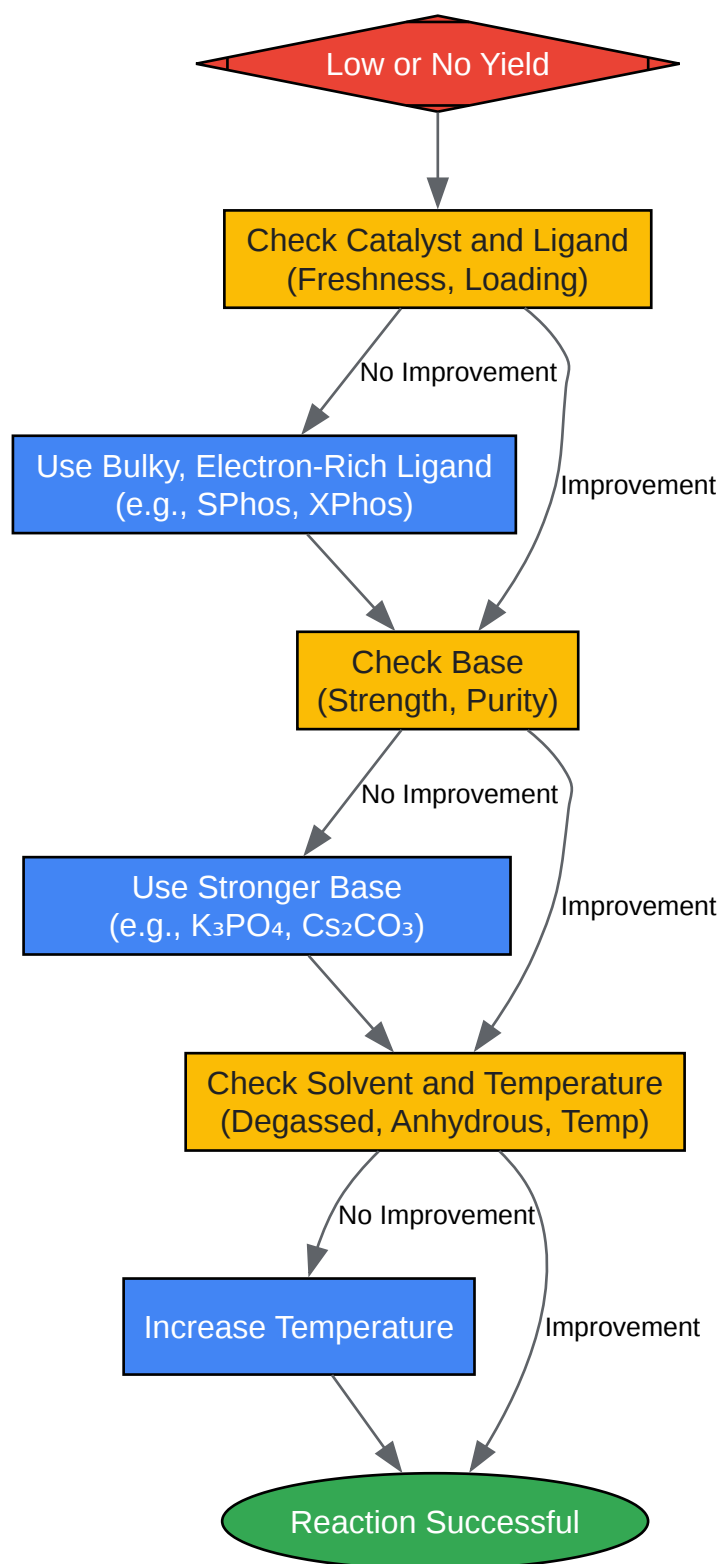 Low or No Yield
Check Catalyst and Ligand
(Freshness, Loading)
No Improvement
Use Bulky, Electron-Rich Ligand
(e.g., SPhos, XPhos)
Improvement
Check Base
(Strength, Purity)
No Improvement
Use Stronger Base
(e.g., K₃PO₄, Cs₂CO₃)
Improvement
Check Solvent and Temperature
(Degassed, Anhydrous, Temp)
No Improvement
Increase Temperature
Improvement
Reaction Successful